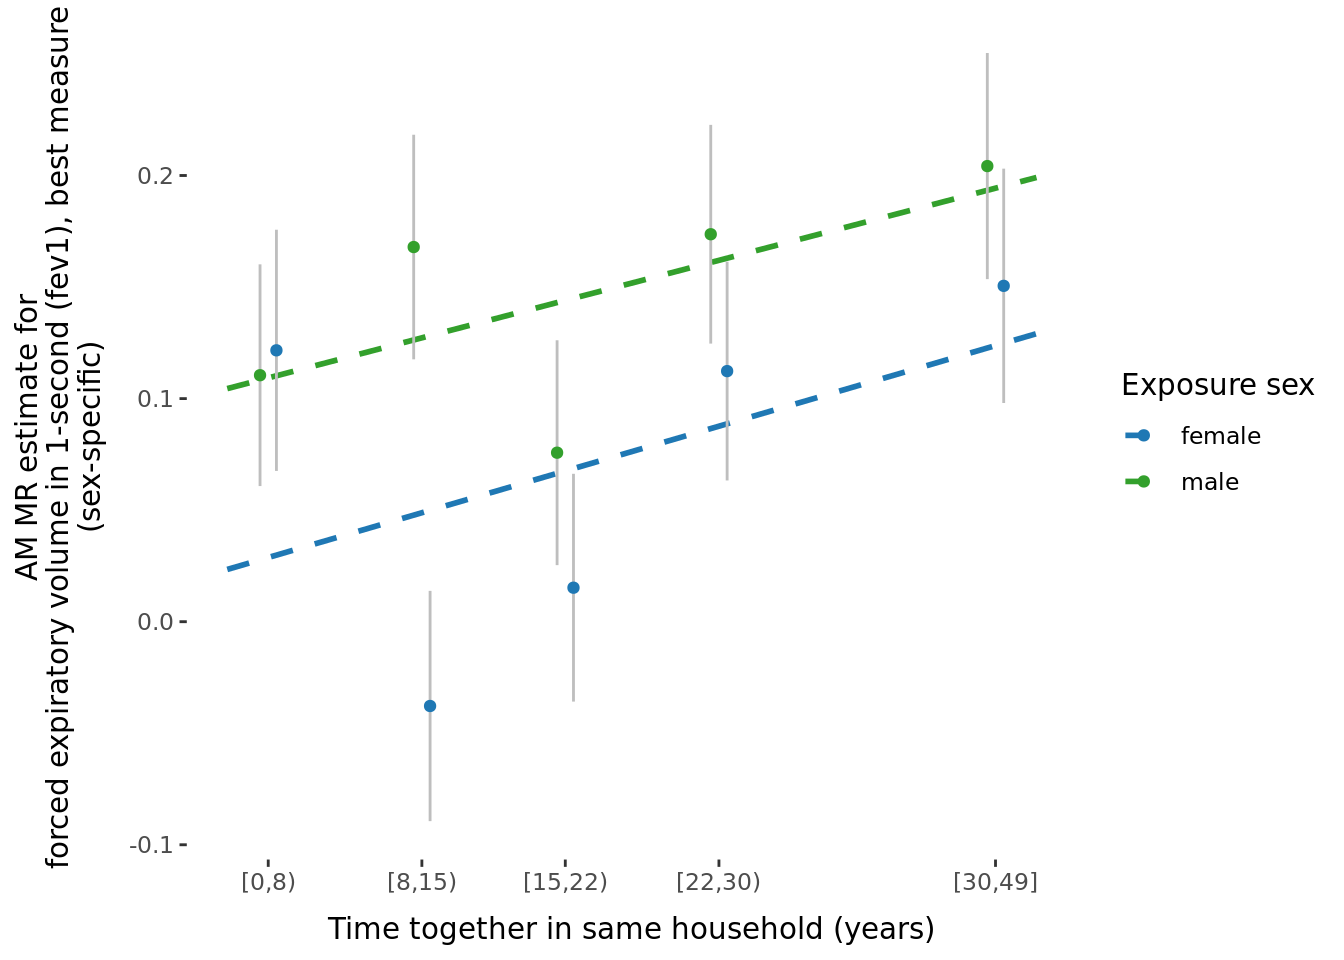 AM MR estimate for
forced expiratory volume in 1-second (fev1), best measure
(sex-specific)
0.2
0.1
0.0
-0.1
[0,8)
[8,15)
[15,22)
[22,30)
[30,49]
Time together in same household (years)
Exposure sex
female
male